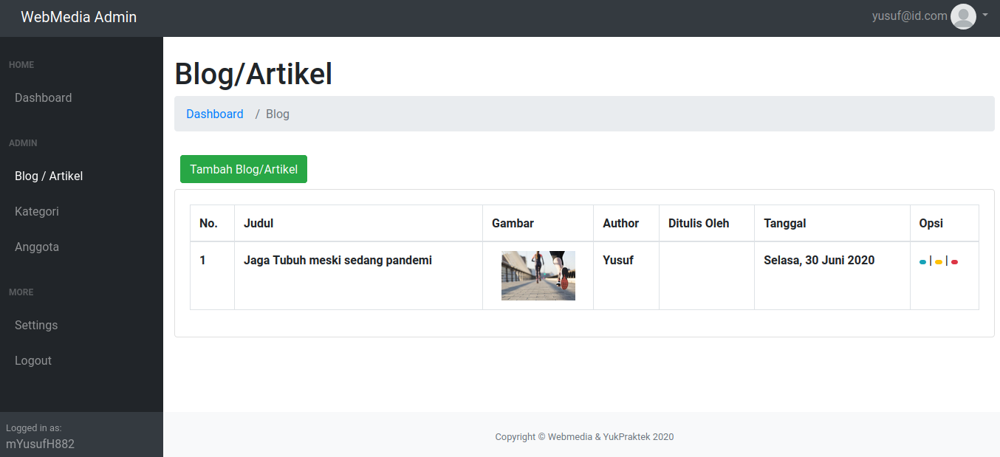 WebMedia Admin
yusuf@id.com
HOME
Dashboard
ADMIN
Blog / Artikel
Kategori
Anggota
MORE
Settings
Logout
Logged in as:
mYusufH882
Blog/Artikel
Dashboard / Blog
Tambah Blog/Artikel
No. Judul Gambar Author Ditulis Oleh Tanggal Opsi
1 Jaga Tubuh meski sedang pandemi Yusuf Selasa, 30 Juni 2020 | |
Copyright © Webmedia & YukPraktek 2020